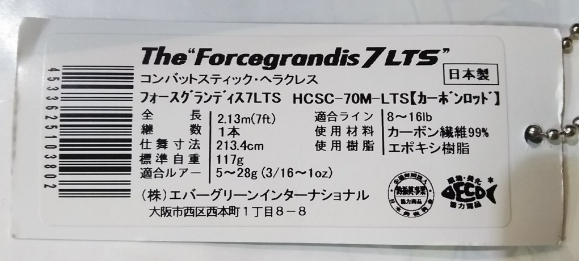 The "Forcegrandis 7LTS"
コンバットスティック・ヘラクレス
日本製
フォースグランディス7LTS HCSC-70M-LTS【カーボンロッド】
全長 2.13m(7ft) 適合ライン 8～16lb
継数 1本 使用材料 カーボン繊維99%
仕舞寸法 213.4cm 使用樹脂 エポキシ樹脂
標準自重 117g
適合ルアー 5～28g (3/16～1oz)
(株)エバーグリーンインターナショナル
大阪市西区西本町1丁目8－8
4533625103802